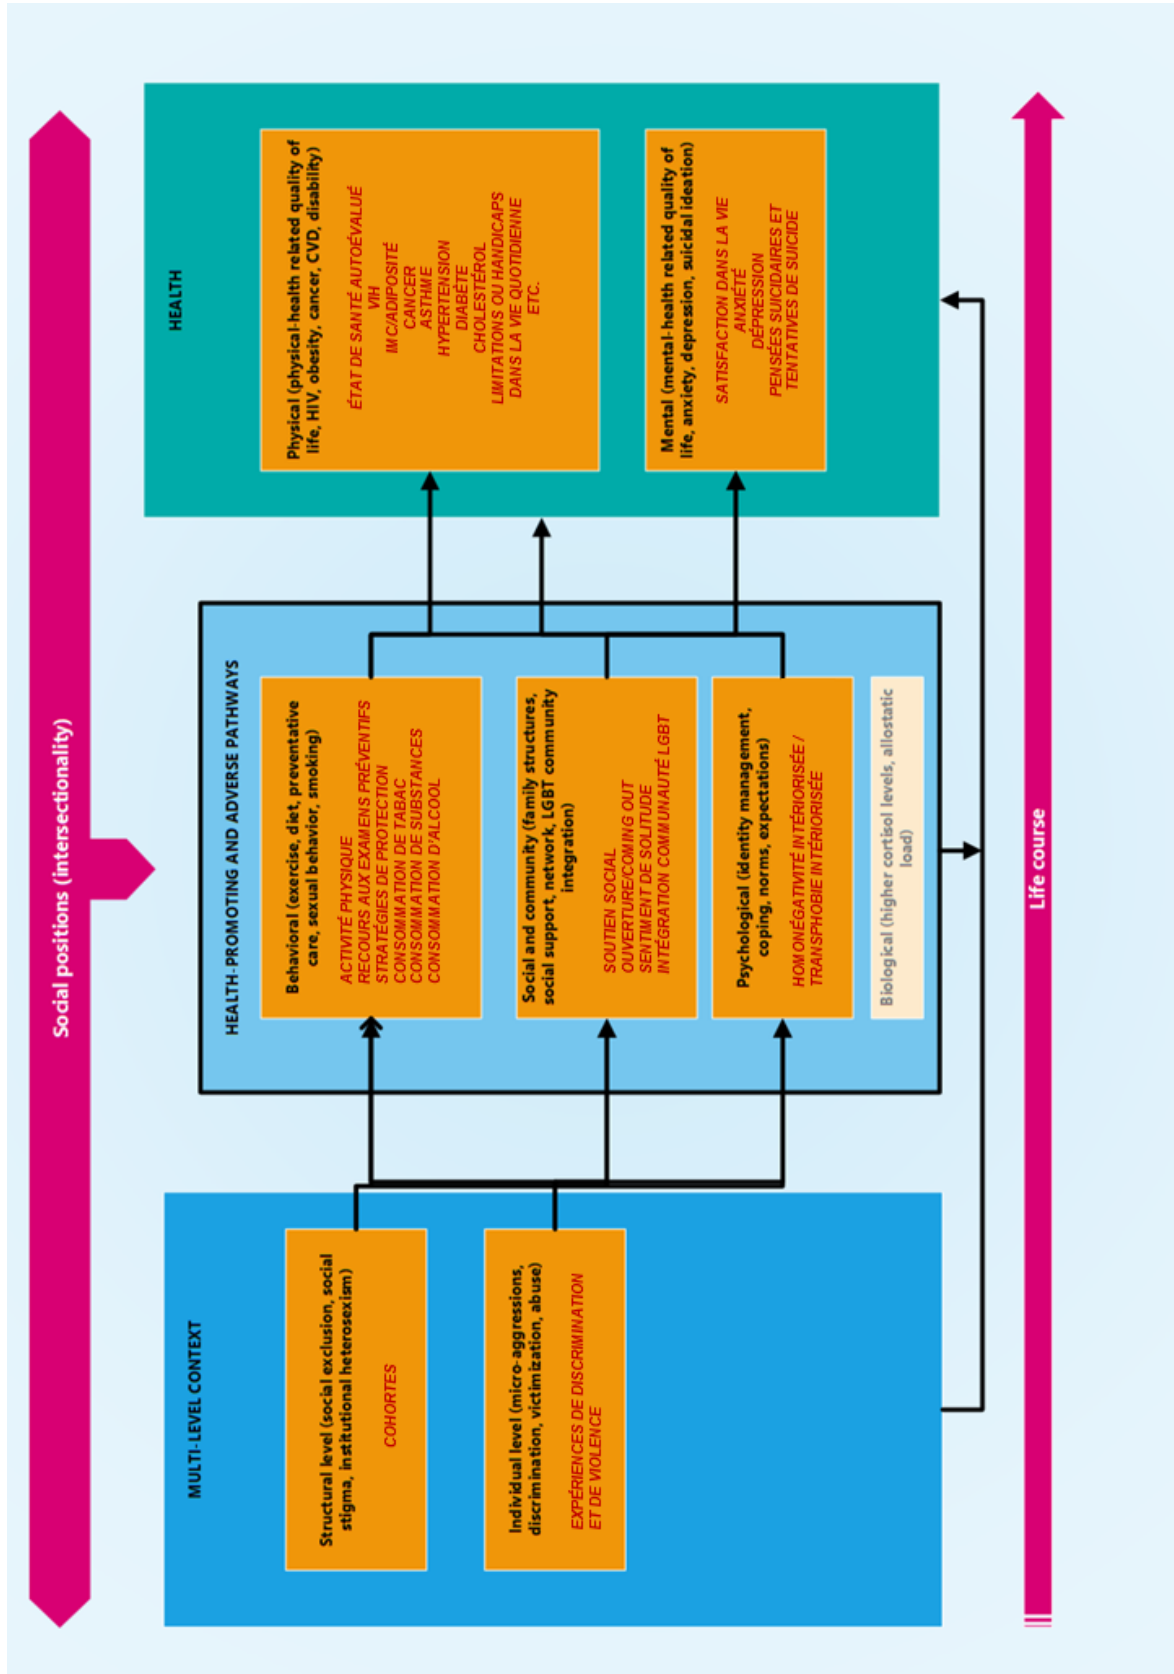 Social positions (intersectionality)
MULTI-LEVEL CONTEXT
Structural level (social exclusion, social
stigma, institutional heterosexism)
COHORTES
Individual level (micro-aggressions,
discrimination, victimization, abuse)
EXPÉRIENCES DE DISCRIMINATION
ET DE VIOLENCE
HEALTH-PROMOTING AND ADVERSE PATHWAYS
Behavioral (exercise, diet, preventative
care, sexual behavior, smoking)
ACTIVITÉ PHYSIQUE
RECOURS AUX EXAMENS PRÉVENTIFS
STRATÉGIES DE PROTECTION
CONSOMMATION DE TABAC
CONSOMMATION DE SUBSTANCES
CONSOMMATION D'ALCOOL
Social and community (family structures,
social support, network, LGBT community
integration)
SOUTIEN SOCIAL
OUVERTURE/COMING OUT
SENTIMENT DE SOLITUDE
INTÉGRATION COMMUNAUTÉ LGBT
Psychological (identity management,
coping, norms, expectations)
HOMONÉGATIVITÉ INTÉRIORISÉE /
TRANSPHOBIE INTÉRIORISÉE
Biological (higher cortisol levels, allostatic
load)
HEALTH
Physical (physical-health related quality of
life, HIV, obesity, cancer, CVD, disability)
ÉTAT DE SANTÉ AUTOÉVALUÉ
VIH
IMC/ADIPOSITÉ
CANCER
ASTHME
HYPERTENSION
DIABÈTE
CHOLESTÉROL
LIMITATIONS OU HANDICAPS
DANS LA VIE QUOTIDIENNE
ETC.
Mental (mental-health related quality of
life, anxiety, depression, suicidal ideation)
SATISFACTION DANS LA VIE
ANXIÉTÉ
DÉPRESSION
PENSÉES SUICIDAIRES ET
TENTATIVES DE SUICIDE
Life course